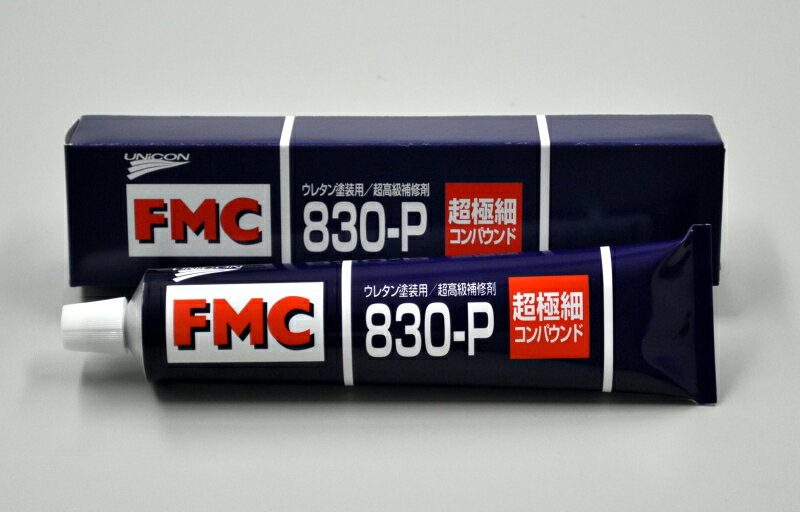 UNICON
FMC
ウレタン塗装用/超高級補修剤
830-P
超極細
コンパウンド
UNICON
FMC
ウレタン塗装用/超高級補修剤
830-P
超極細
コンパウンド